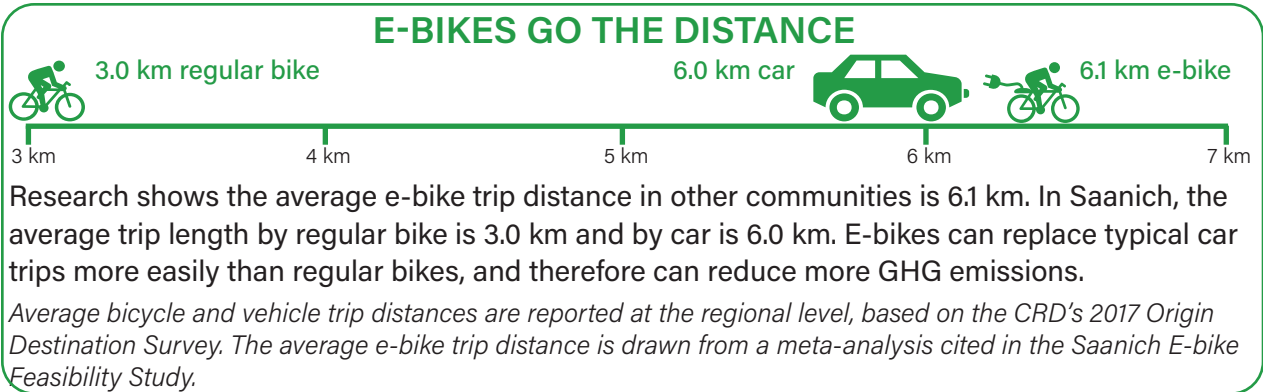 E-BIKES GO THE DISTANCE
3.0 km regular bike
6.0 km car
6.1 km e-bike
3 km
4 km
5 km
6 km
7 km
Research shows the average e-bike trip distance in other communities is 6.1 km. In Saanich, the
average trip length by regular bike is 3.0 km and by car is 6.0 km. E-bikes can replace typical car
trips more easily than regular bikes, and therefore can reduce more GHG emissions.
Average bicycle and vehicle trip distances are reported at the regional level, based on the CRD's 2017 Origin
Destination Survey. The average e-bike trip distance is drawn from a meta-analysis cited in the Saanich E-bike
Feasibility Study.